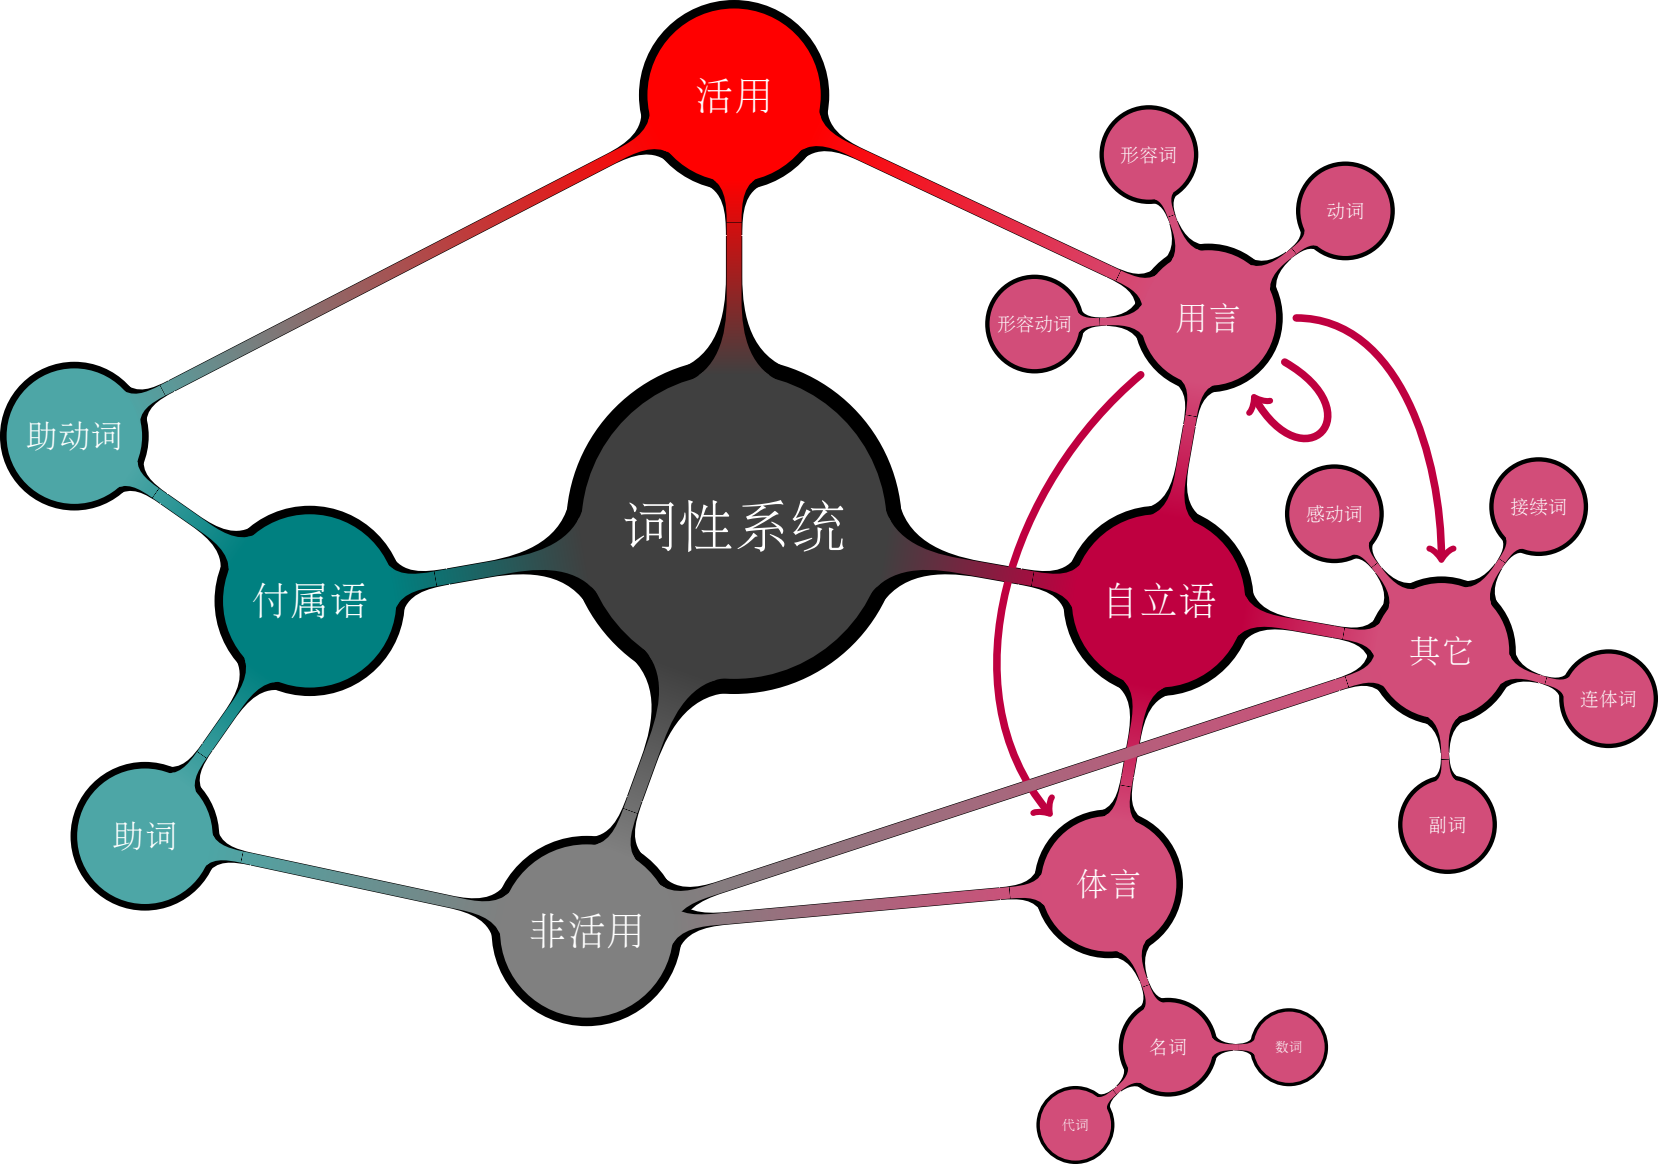 活用
形容词
动词
用言
形容动词
助动词
词性系统
感动词
接续词
付属语
自立语
其它
连体词
副词
助词
体言
非活用
名词
数词
代词